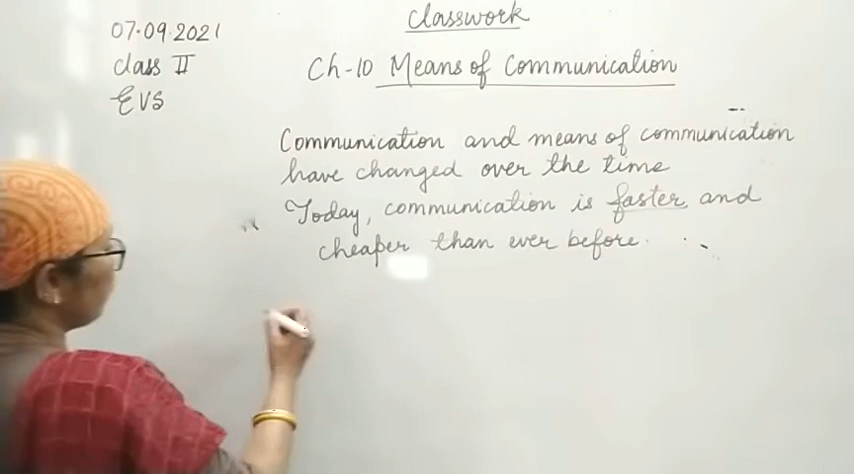 Classwork
07.09.2021
Class II
EVS
Ch-10 Means of Communication
Communication and means of communication
have changed over the time
Today, communication is faster and
cheaper than ever before.